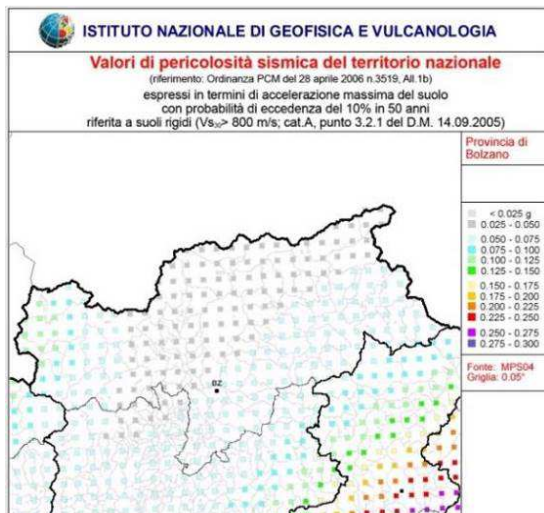 ISTITUTO NAZIONALE DI GEOFISICA E VULCANOLOGIA
Valori di pericolosità sismica del territorio nazionale
(riferimento: Ordinanza PCM del 28 aprile 2006 n.3519, All.1b)
espressi in termini di accelerazione massima del suolo
con probabilità di eccedenza del 10% in 50 anni
riferita a suoli rigidi (Vs₃₀> 800 m/s; cat.A, punto 3.2.1 del D.M. 14.09.2005)
Provincia di
Bolzano
< 0.025 g
0.025 - 0.050
0.050 - 0.075
0.075 - 0.100
0.100 - 0.125
0.125 - 0.150
0.150 - 0.175
0.175 - 0.200
0.200 - 0.225
0.225 - 0.250
0.250 - 0.275
0.275 - 0.300
Fonte: MPS04
Griglia: 0.05°
BZ